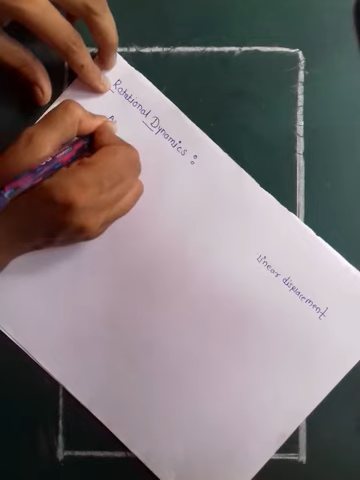 Rotational Dynamics :
A
linear displacement